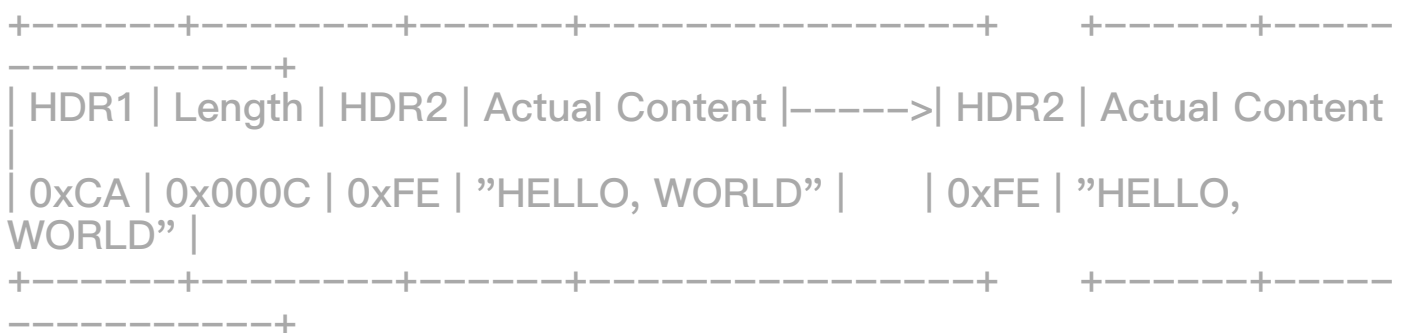 +------+--------+------+----------------+    +------+-----
-----------+
| HDR1 | Length | HDR2 | Actual Content |----->| HDR2 | Actual Content
|
| 0xCA | 0x000C | 0xFE | ”HELLO, WORLD” |    | 0xFE | ”HELLO,
WORLD” |
+------+--------+------+----------------+    +------+-----
-----------+